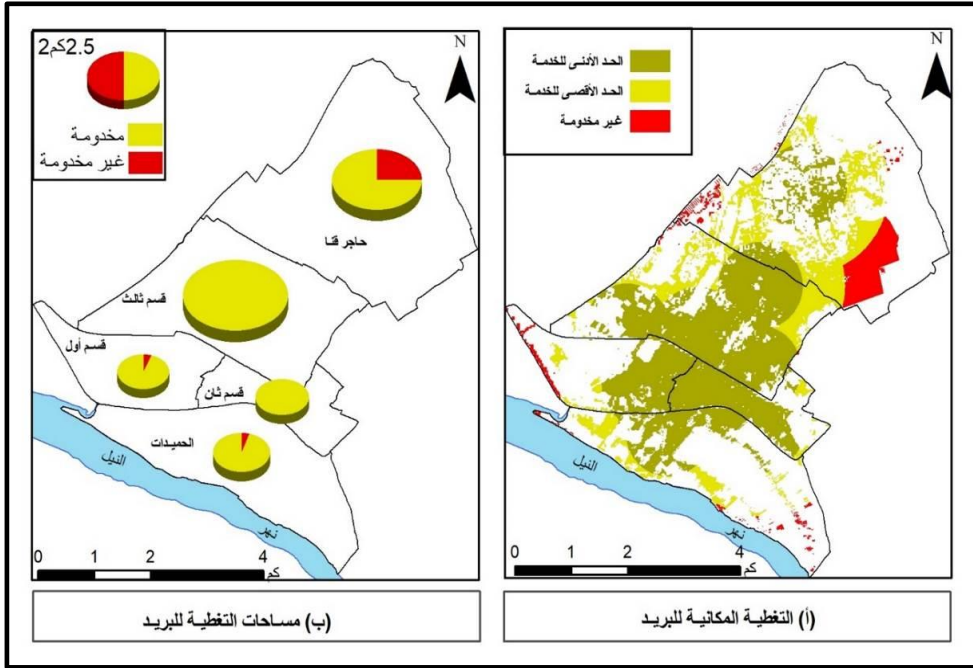 N
الحد الأدنى للخدمة
الحد الأقصى للخدمة
غير مخدومة
نهر
0 2 4
كم
(أ) التغطية المكانية للبريد
2.5كم2
مخدومة
غير مخدومة
N
حاجر قنا
قسم ثالث
قسم أول
قسم ثان
الحميدات
النيل
نهر
0 1 2 4
كم
(ب) مساحات التغطية للبريد